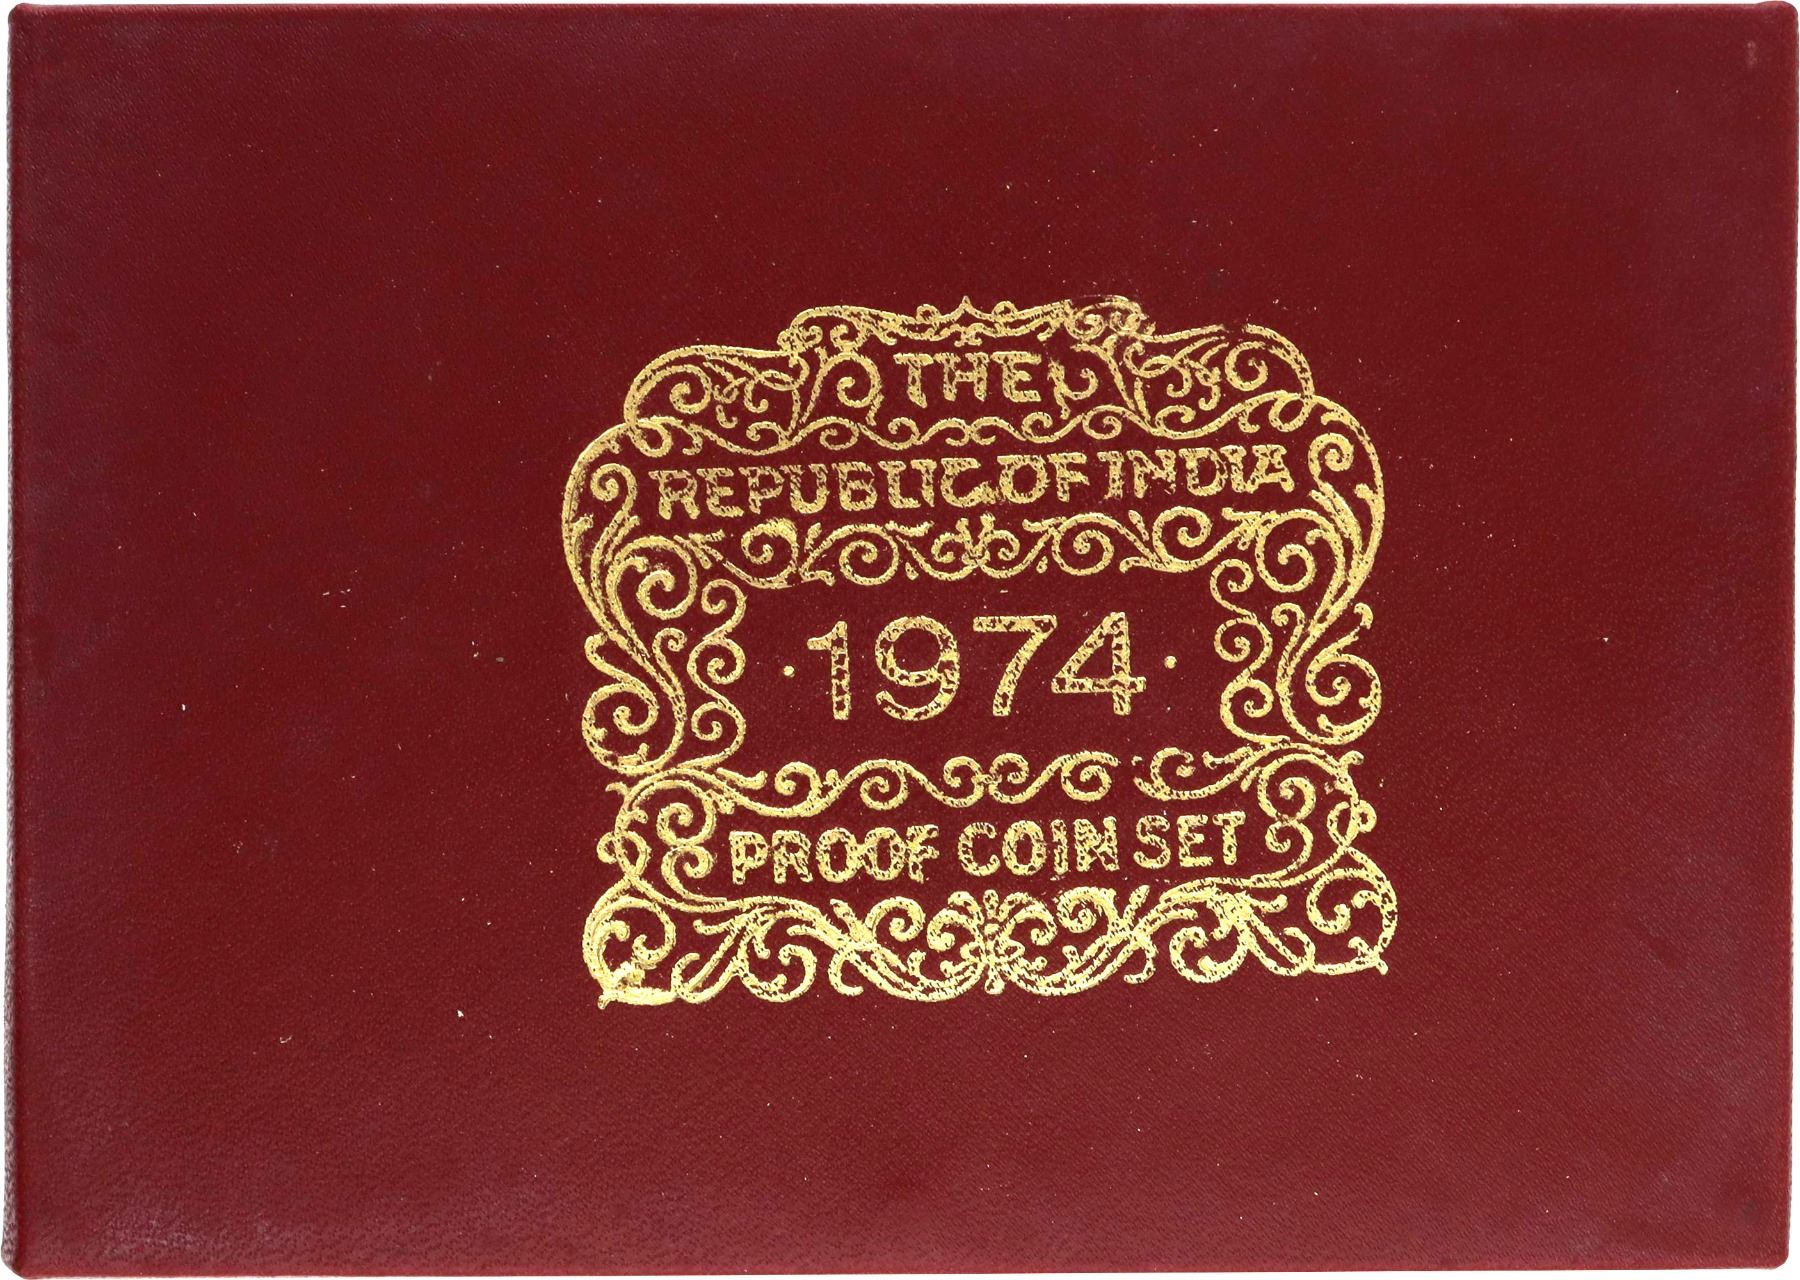 THE
REPUBLIC OF INDIA
· 1974 ·
PROOF COIN SET